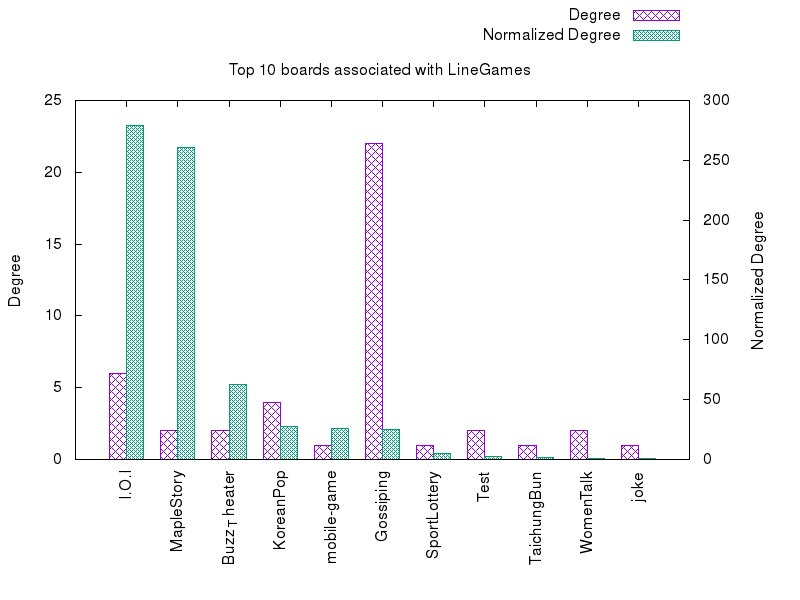 Degree
Normalized Degree
Top 10 boards associated with LineGames
25
20
15
10
5
0
300
250
200
150
100
50
0
Degree
Normalized Degree
I.O.I
MapleStory
Buzz_T heater
KoreanPop
mobile-game
Gossiping
SportLottery
Test
TaichungBun
WomenTalk
joke